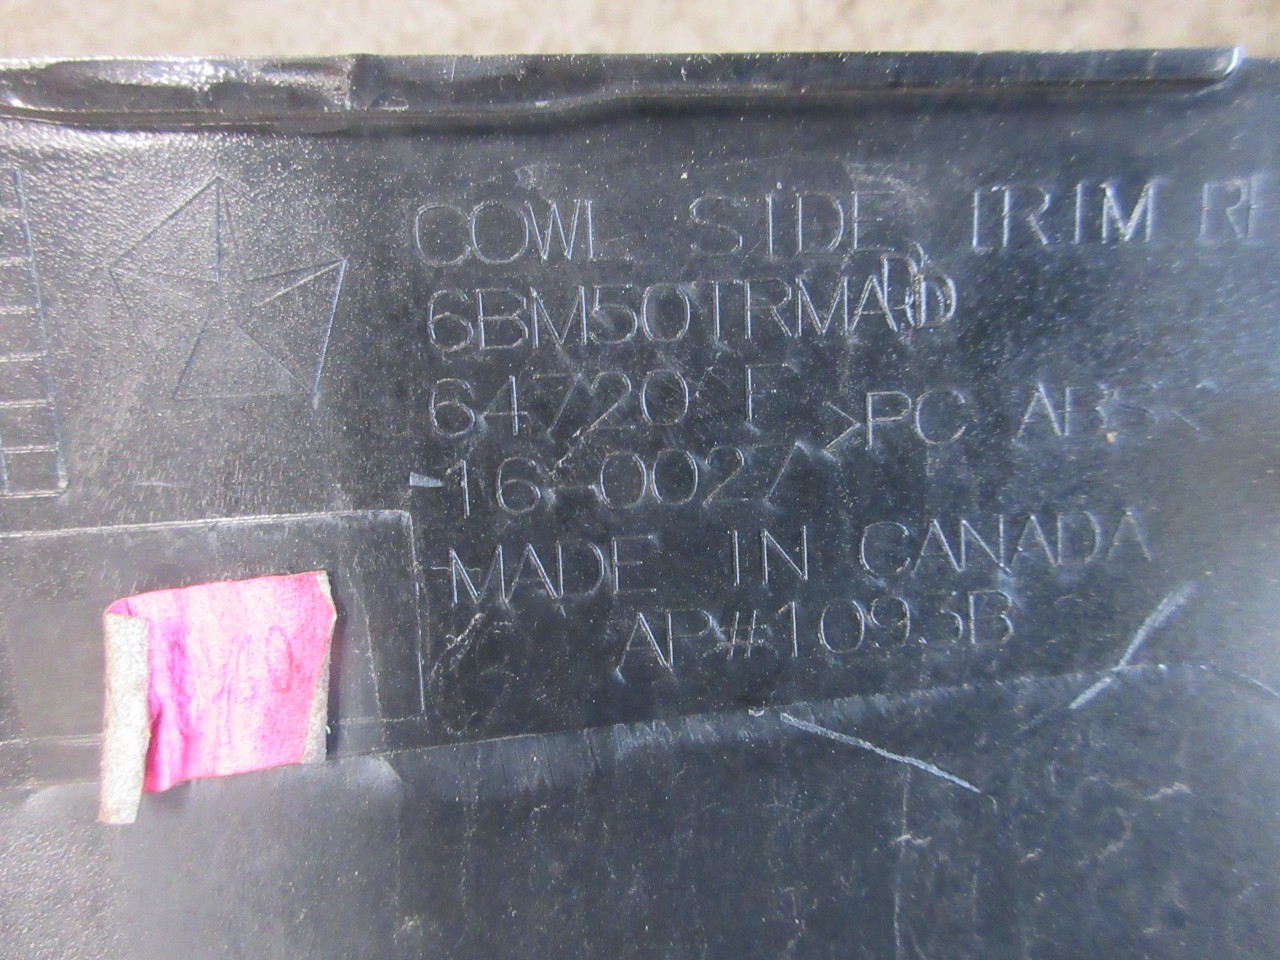 COWL SIDE TRIM
6BM50TRMA
64720 F >PC ABS<
-16-0027
MADE IN CANADA
AP#1093B